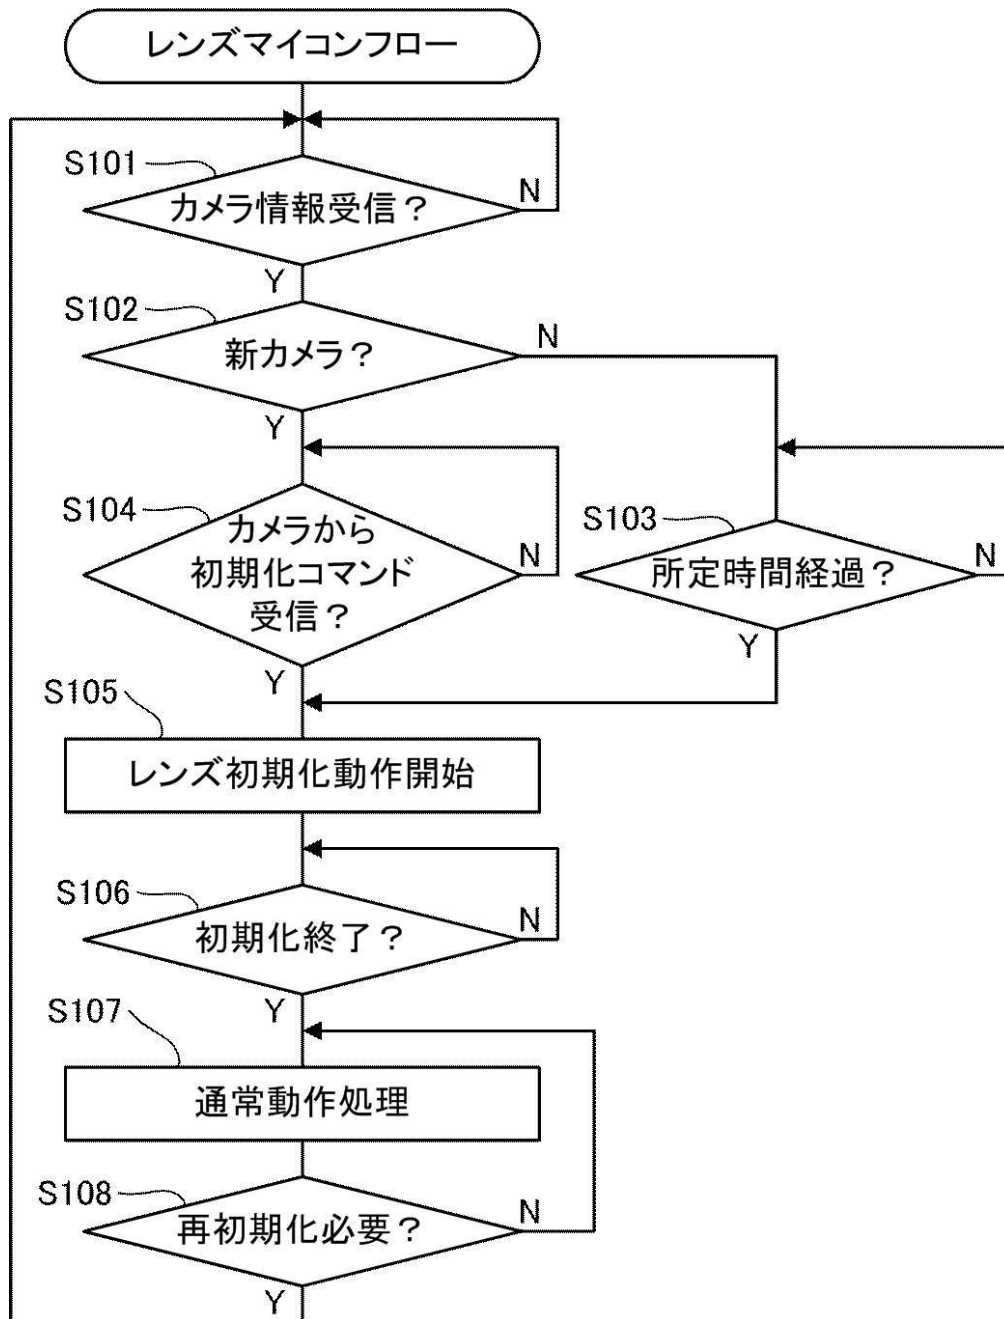 レンズマイコンフロー
S101
カメラ情報受信？
N
Y
S102
新カメラ？
N
Y
S104
カメラから
初期化コマンド
受信？
N
Y
S103
所定時間経過？
N
Y
S105
レンズ初期化動作開始
S106
初期化終了？
N
Y
S107
通常動作処理
S108
再初期化必要？
N
Y